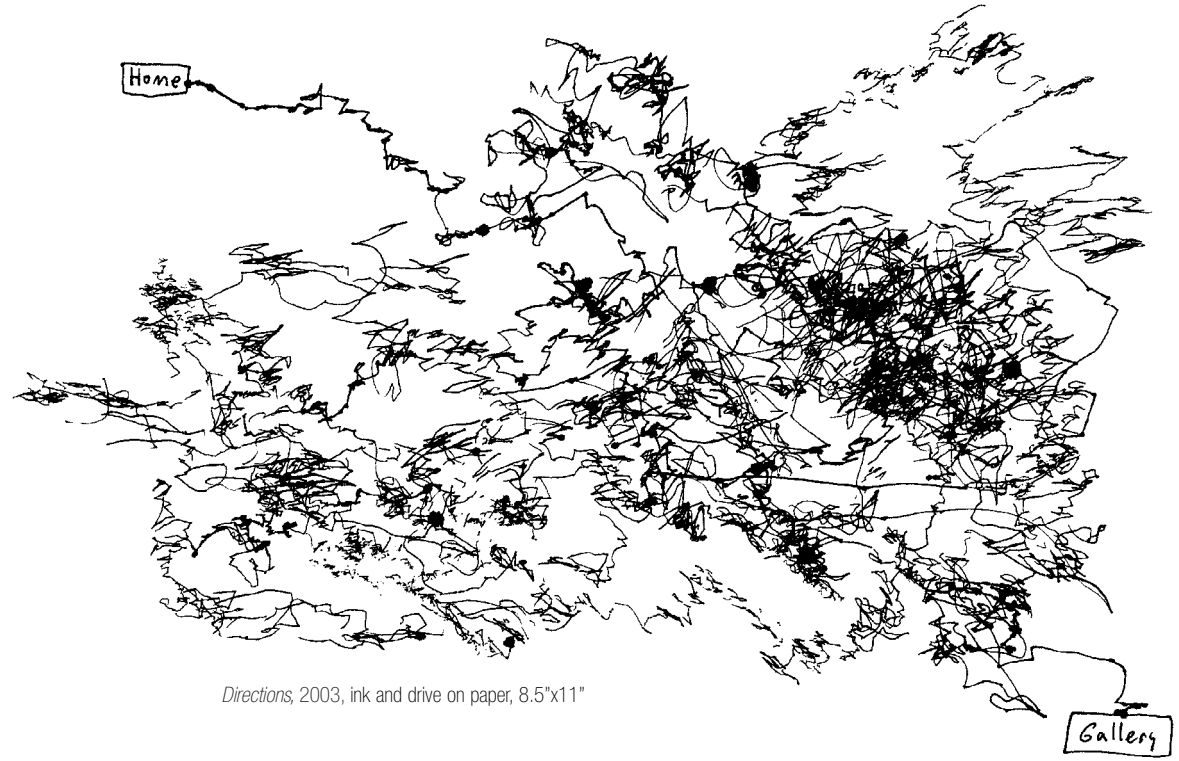 Home
Directions, 2003, ink and drive on paper, 8.5"x11"
Gallery